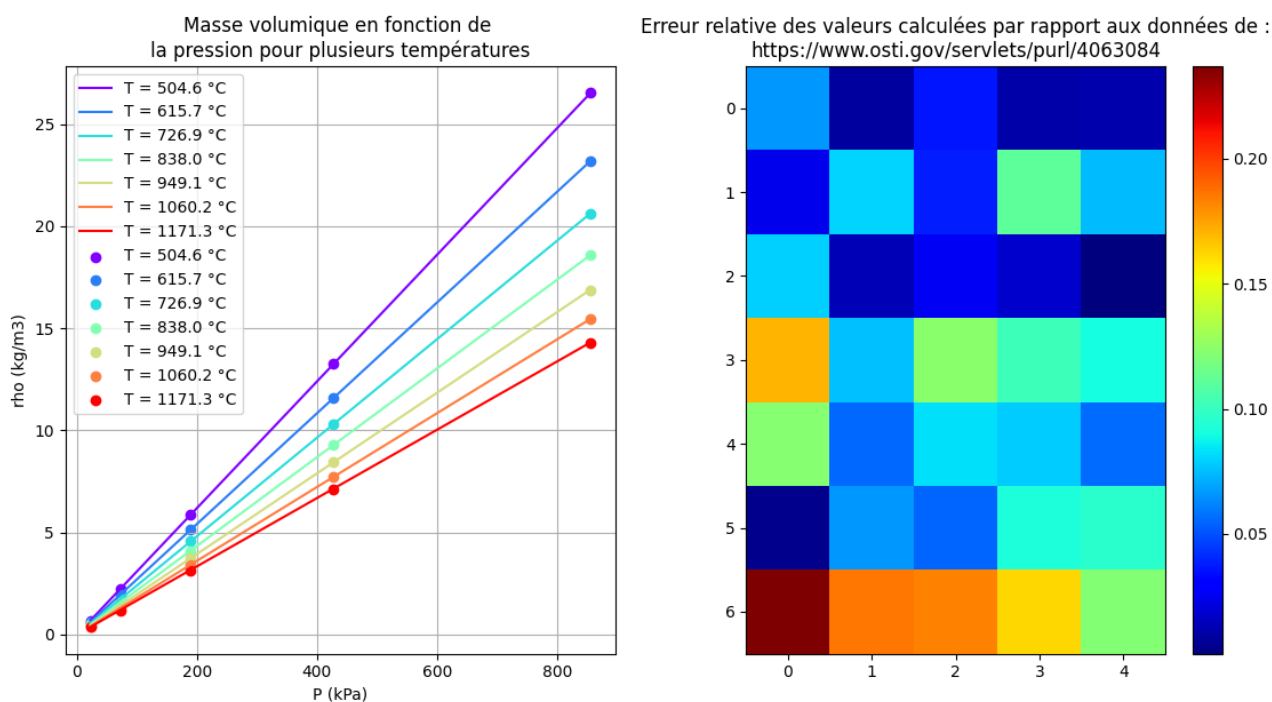 Masse volumique en fonction de
la pression pour plusieurs températures
T = 504.6 °C
T = 615.7 °C
T = 726.9 °C
T = 838.0 °C
T = 949.1 °C
T = 1060.2 °C
T = 1171.3 °C
T = 504.6 °C
T = 615.7 °C
T = 726.9 °C
T = 838.0 °C
T = 949.1 °C
T = 1060.2 °C
T = 1171.3 °C
25
20
15
10
5
0
rho (kg/m3)
0 200 400 600 800
P (kPa)
Erreur relative des valeurs calculées par rapport aux données de :
https://www.osti.gov/servlets/purl/4063084
0
1
2
3
4
5
6
0 1 2 3 4
0.20
0.15
0.10
0.05